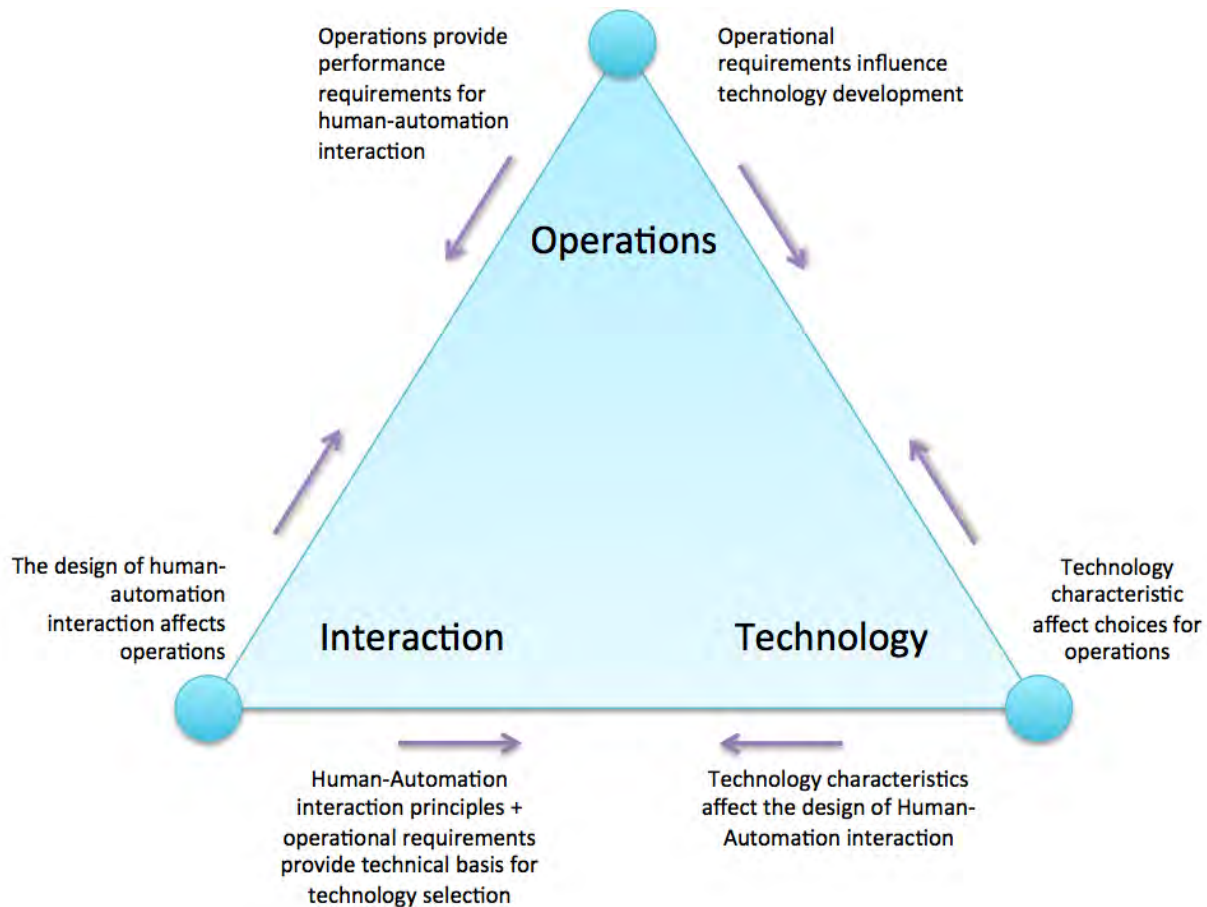 Operations provide
performance
requirements for
human-automation
interaction
Operational
requirements influence
technology development
Operations
The design of human-
automation
interaction affects
operations
Interaction
Technology
Technology
characteristic
affect choices for
operations
Human-Automation
interaction principles +
operational requirements
provide technical basis for
technology selection
Technology characteristics
affect the design of Human-
Automation interaction